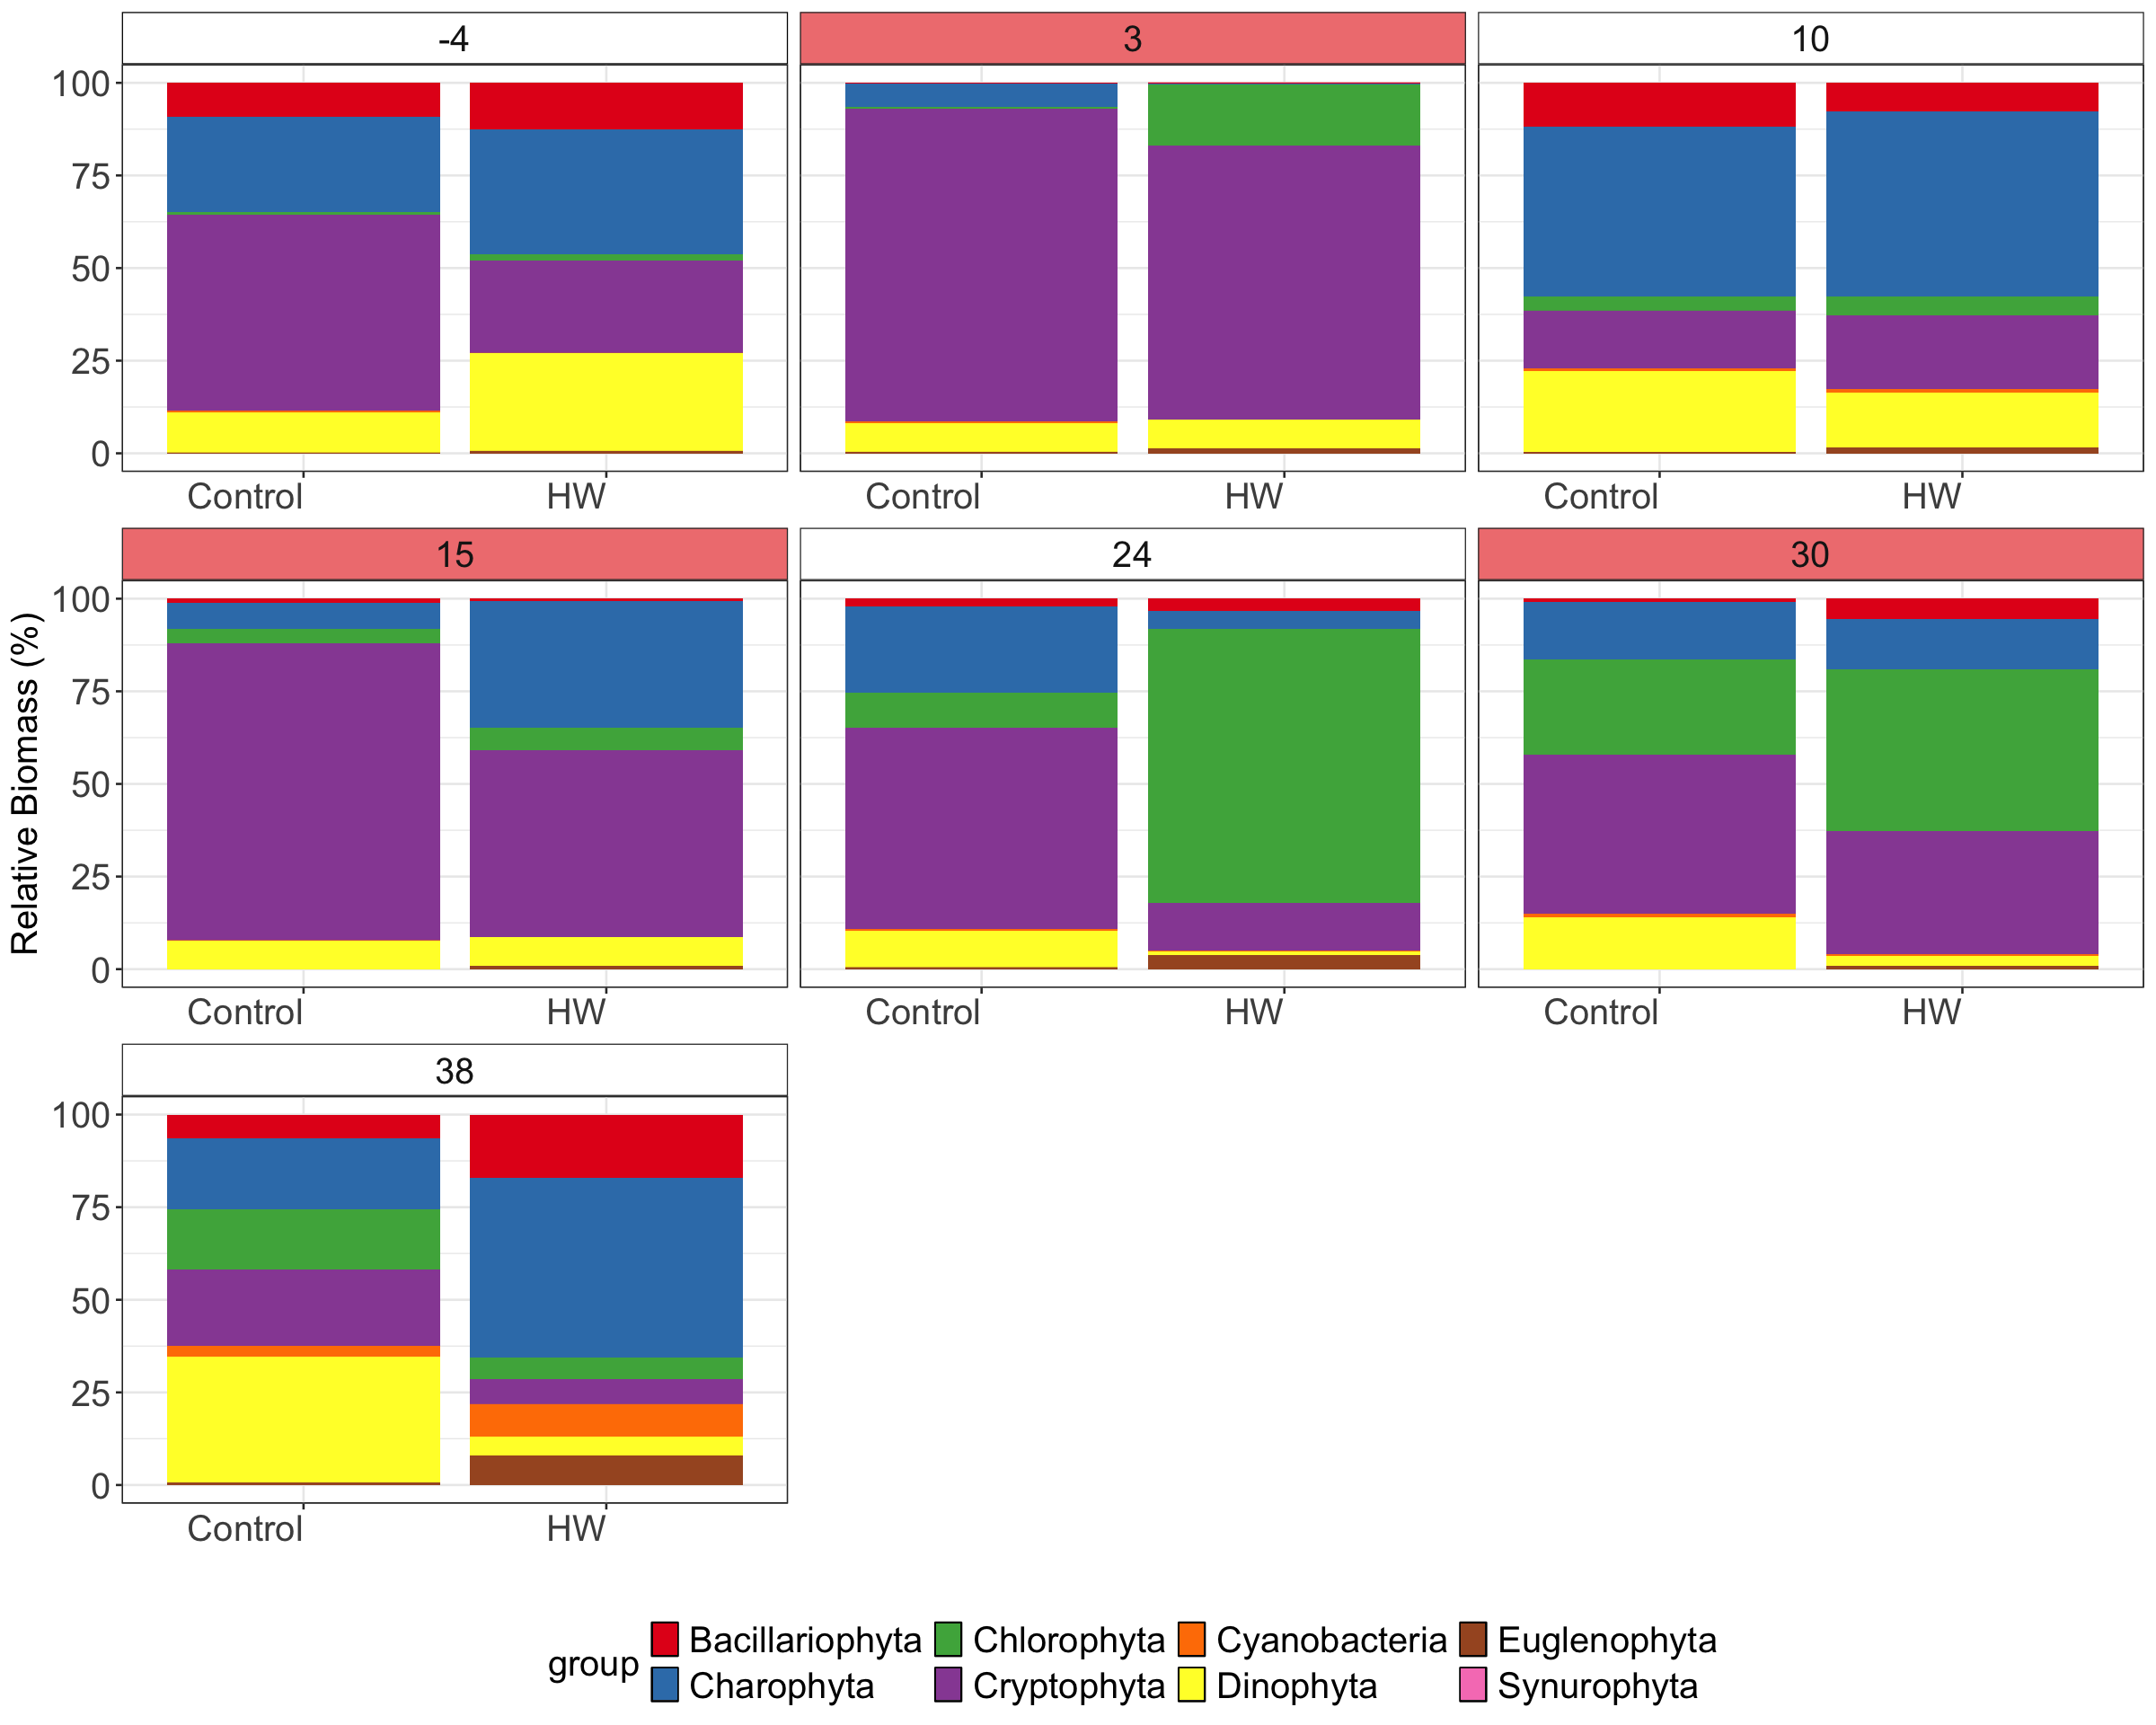 -4
3
10
100
75
50
25
0
Control HW
Control HW
Control HW
15
24
30
Relative Biomass (%)
100
75
50
25
0
Control HW
Control HW
Control HW
38
100
75
50
25
0
Control HW
group
Bacillariophyta Chlorophyta Cyanobacteria Euglenophyta
Charophyta Cryptophyta Dinophyta Synurophyta